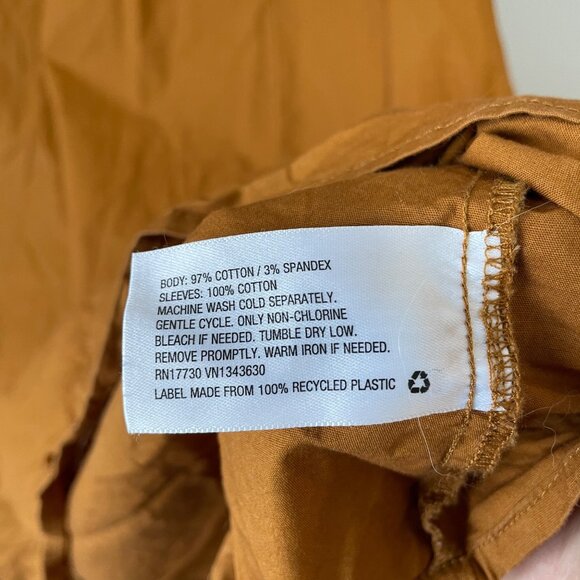 BODY: 97% COTTON / 3% SPANDEX
SLEEVES: 100% COTTON
MACHINE WASH COLD SEPARATELY.
GENTLE CYCLE. ONLY NON-CHLORINE
BLEACH IF NEEDED. TUMBLE DRY LOW.
REMOVE PROMPTLY. WARM IRON IF NEEDED.
RN17730 VN1343630
LABEL MADE FROM 100% RECYCLED PLASTIC